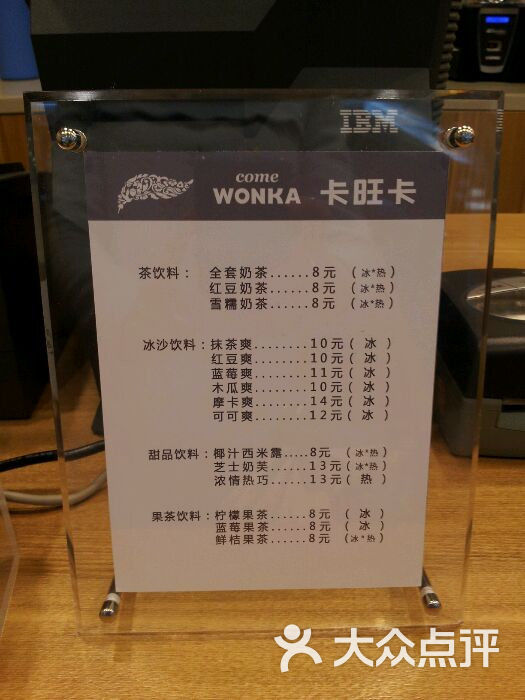 IBM
come
WONKA 卡旺卡
茶饮料： 全套奶茶......8元 （冰*热）
红豆奶茶......8元 （冰*热）
雪糯奶茶......8元 （冰*热）
冰沙饮料：抹茶爽........10元（ 冰 ）
红豆爽........10元（ 冰 ）
蓝莓爽........11元（ 冰 ）
木瓜爽........10元（ 冰 ）
摩卡爽........14元（ 冰 ）
可可爽........12元（ 冰 ）
甜品饮料：椰汁西米露.....8元 （冰*热）
芝士奶芙......13元（冰*热）
浓情热巧......13元（ 热 ）
果茶饮料：柠檬果茶......8元 （ 冰 ）
蓝莓果茶......8元 （ 冰 ）
鲜桔果茶......8元 （冰*热）
大众点评